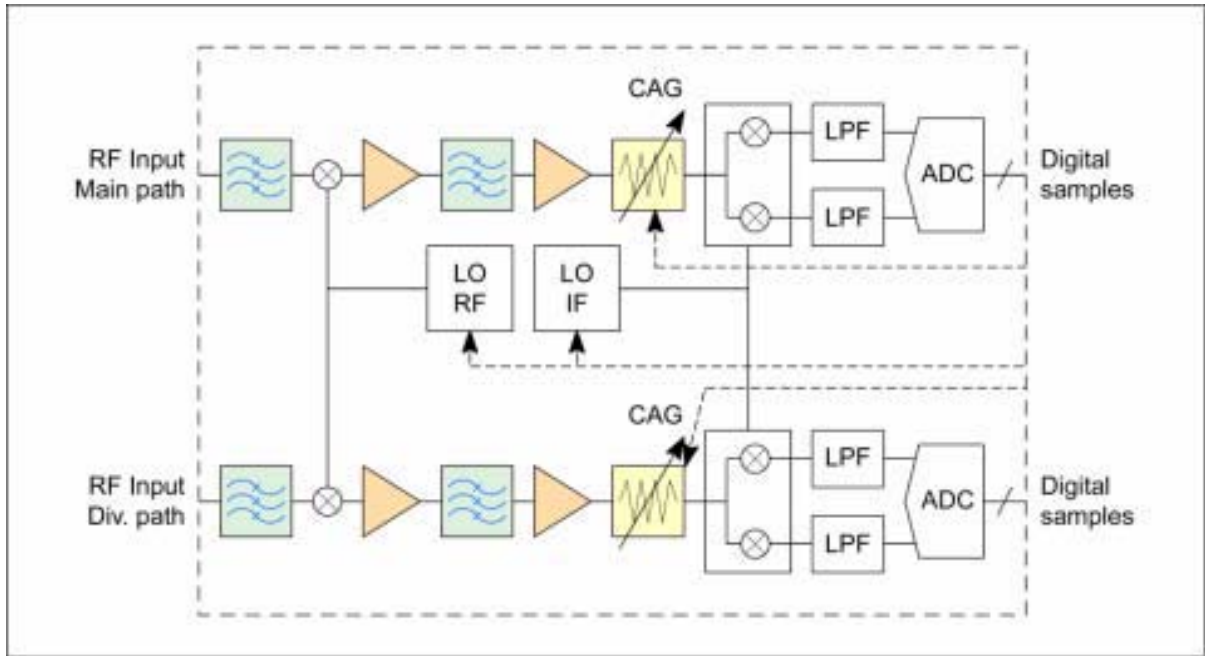 CAG
RF Input
Main path
LPF
LPF
ADC
Digital
samples
LO
RF
LO
IF
CAG
RF Input
Div. path
LPF
LPF
ADC
Digital
samples